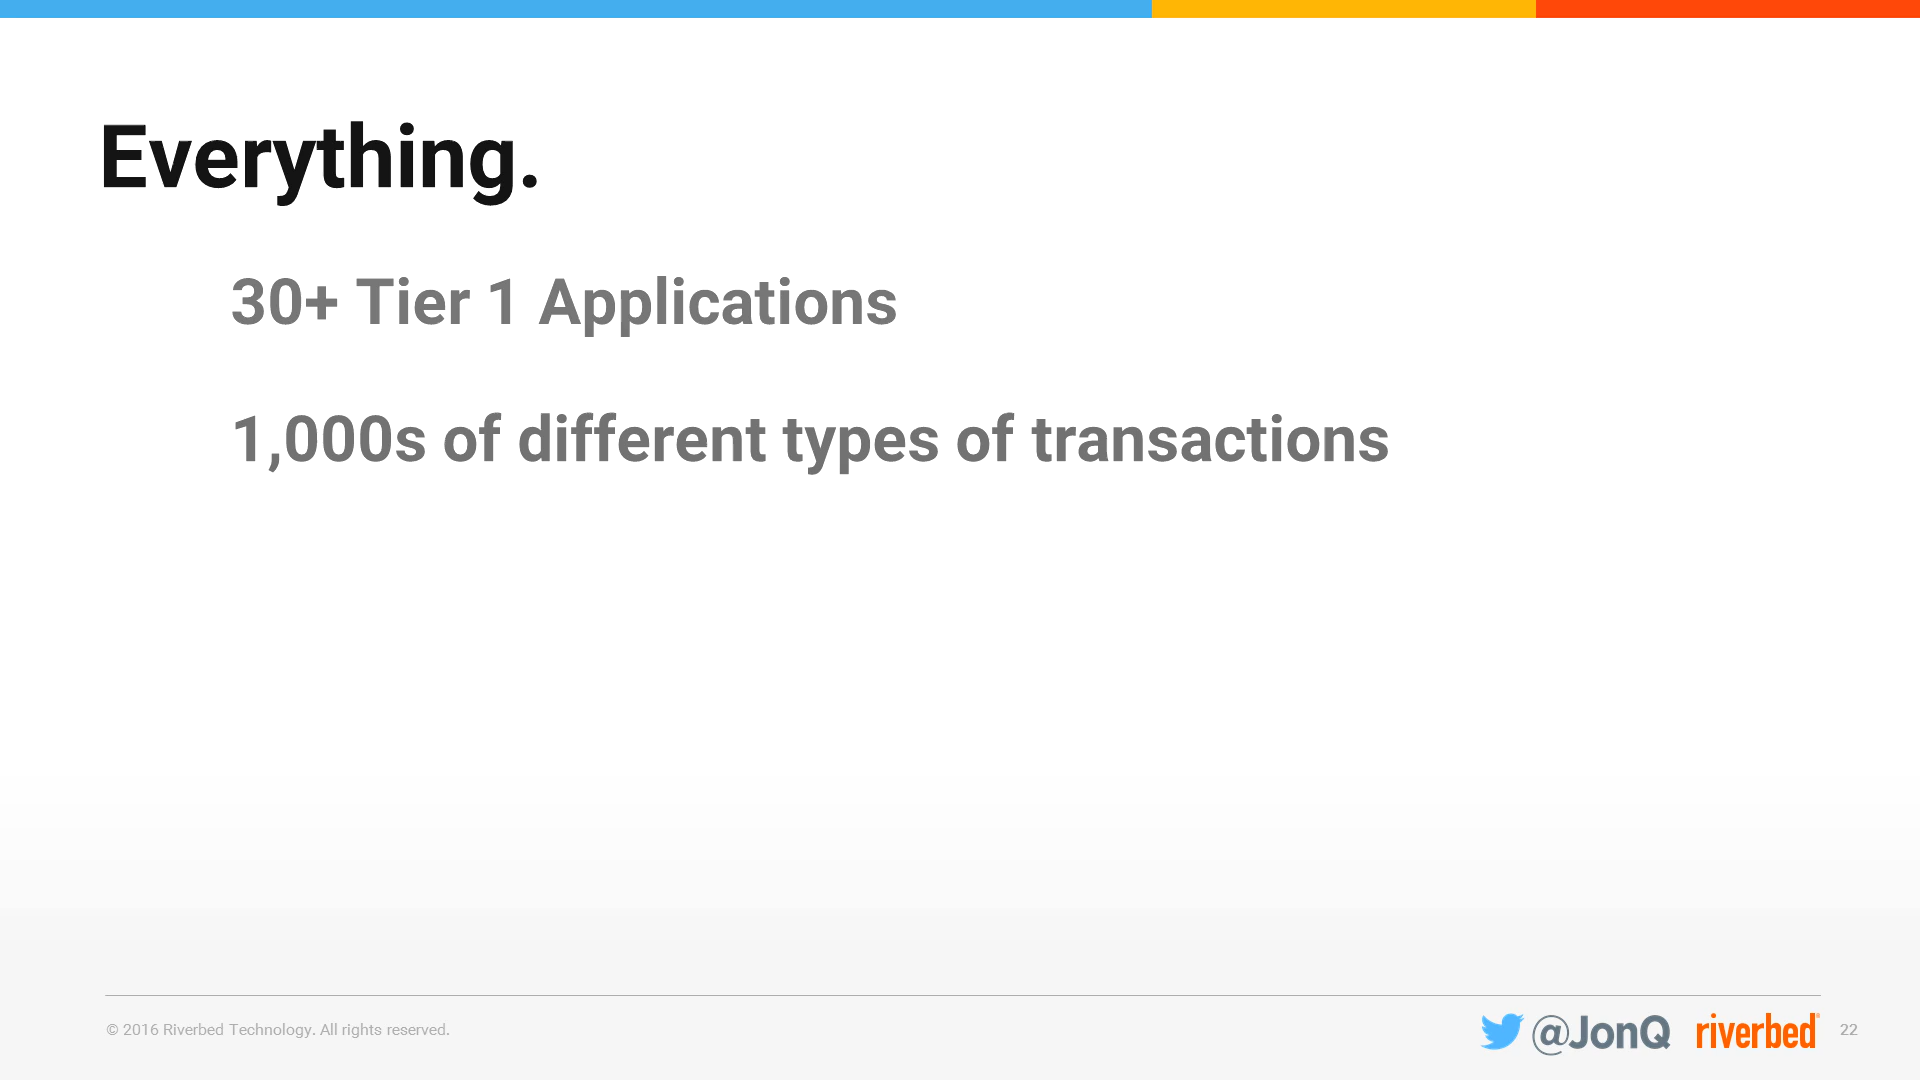 Everything.
30+ Tier 1 Applications
1,000s of different types of transactions
© 2016 Riverbed Technology. All rights reserved.
@JonQ
riverbed®
22